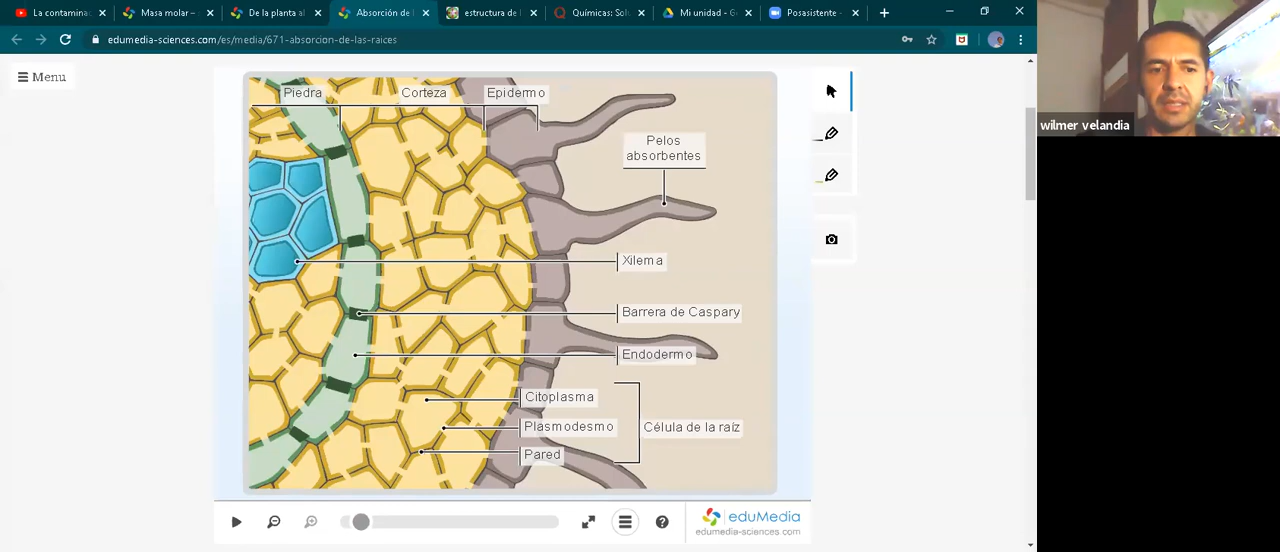 La contaminac
Masa molar –
De la planta al
Absorción de l
estructura de l
Químicas: Solu
Mi unidad - G
Posasistente -
edumedia-sciences.com/es/media/671-absorcion-de-las-raices
Menu
wilmer velandia
Piedra
Corteza
Epidermo
Pelos
absorbentes
Xilema
Barrera de Caspary
Endodermo
Citoplasma
Plasmodesmo
Pared
Célula de la raíz
eduMedia
edumedia-sciences.com